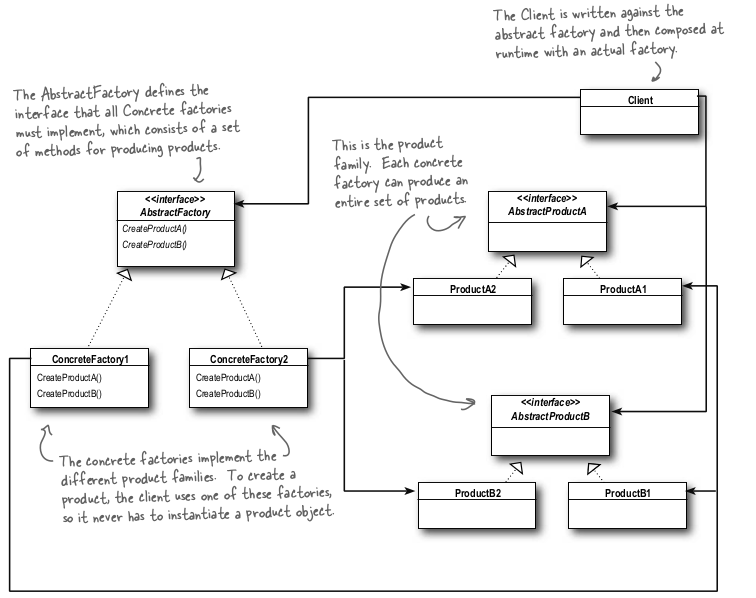 The Client is written against the
abstract factory and then composed at
runtime with an actual factory.
Client
The AbstractFactory defines the
interface that all Concrete factories
must implement, which consists of a set
of methods for producing products.
This is the product
family. Each concrete
factory can produce an
entire set of products.
<<interface>>
AbstractFactory
CreateProductA()
CreateProductB()
<<interface>>
AbstractProductA
ProductA2
ProductA1
ConcreteFactory1
CreateProductA()
CreateProductB()
ConcreteFactory2
CreateProductA()
CreateProductB()
<<interface>>
AbstractProductB
ProductB2
ProductB1
The concrete factories implement the
different product families. To create a
product, the client uses one of these factories,
so it never has to instantiate a product object.